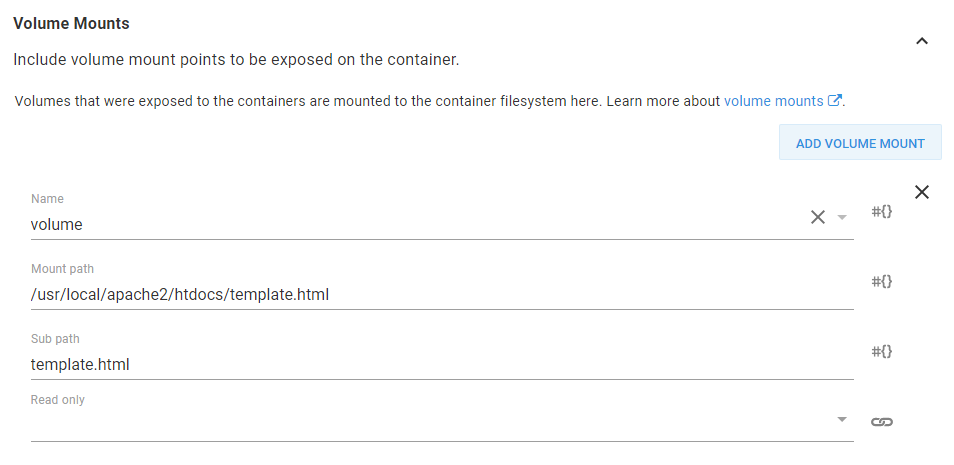 Volume Mounts
Include volume mount points to be exposed on the container.
Volumes that were exposed to the containers are mounted to the container filesystem here. Learn more about volume mounts.
ADD VOLUME MOUNT
Name
volume
#{}
Mount path
/usr/local/apache2/htdocs/template.html
#{}
Sub path
template.html
#{}
Read only